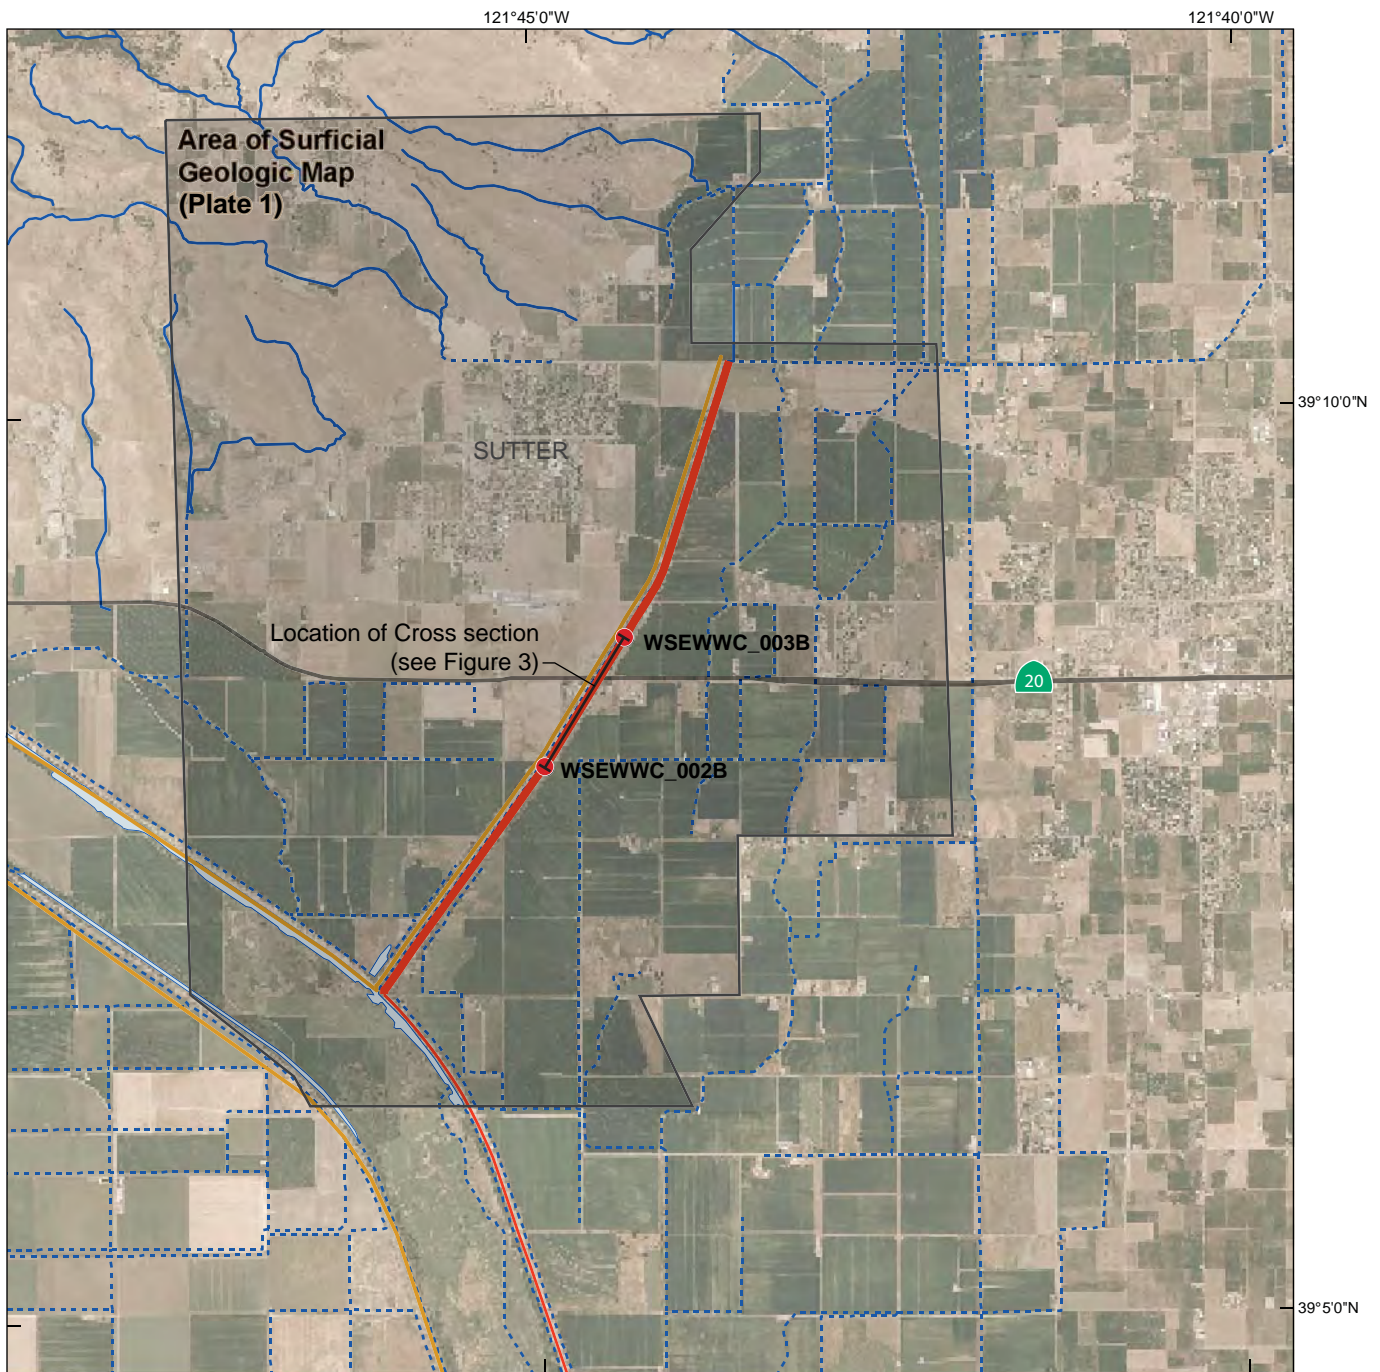 121°45'0"W
121°40'0"W
Area of Surficial
Geologic Map
(Plate 1)
39°10'0"N
SUTTER
Location of Cross section
(see Figure 3)
WSEWWC_003B
20
WSEWWC_002B
39°5'0"N